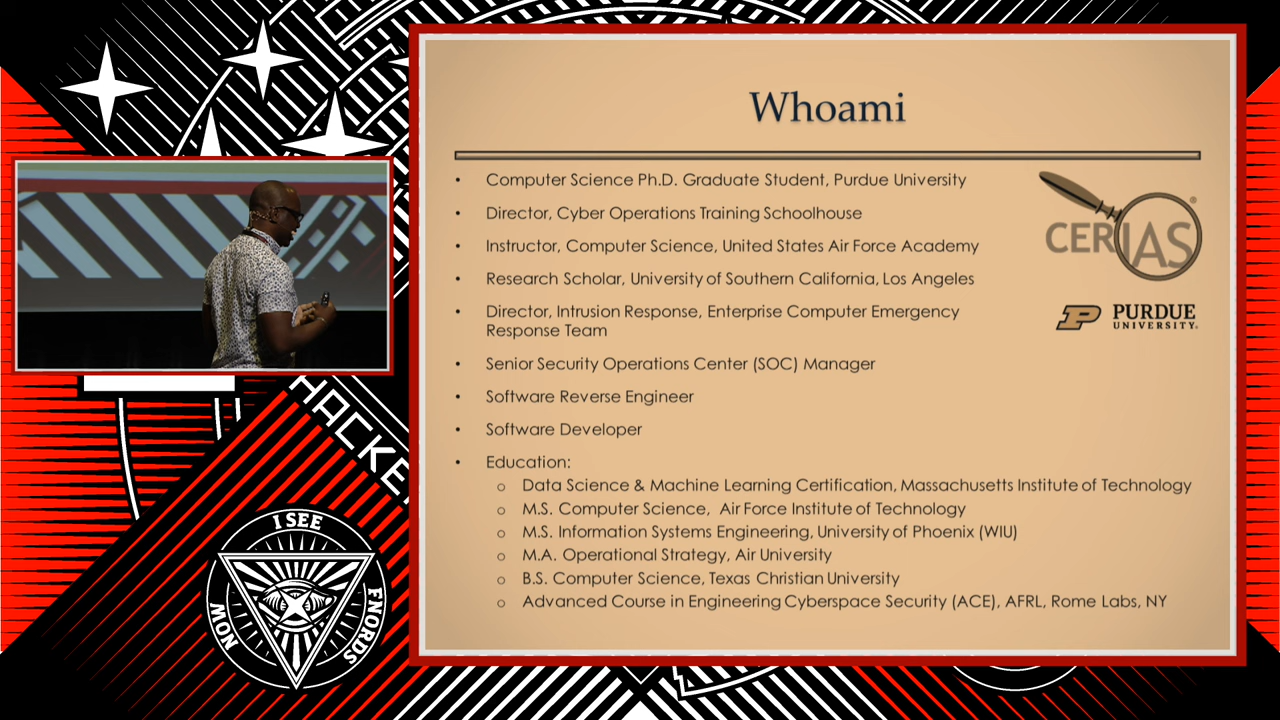 Whoami
• Computer Science Ph.D. Graduate Student, Purdue University
• Director, Cyber Operations Training Schoolhouse
• Instructor, Computer Science, United States Air Force Academy
• Research Scholar, University of Southern California, Los Angeles
• Director, Intrusion Response, Enterprise Computer Emergency
Response Team
• Senior Security Operations Center (SOC) Manager
• Software Reverse Engineer
• Software Developer
• Education:
o Data Science & Machine Learning Certification, Massachusetts Institute of Technology
o M.S. Computer Science, Air Force Institute of Technology
o M.S. Information Systems Engineering, University of Phoenix (WIU)
o M.A. Operational Strategy, Air University
o B.S. Computer Science, Texas Christian University
o Advanced Course in Engineering Cyberspace Security (ACE), AFRL, Rome Labs, NY
CERIAS®
P PURDUE
UNIVERSITY®
HACKE
I SEE
FNORDS
NOW